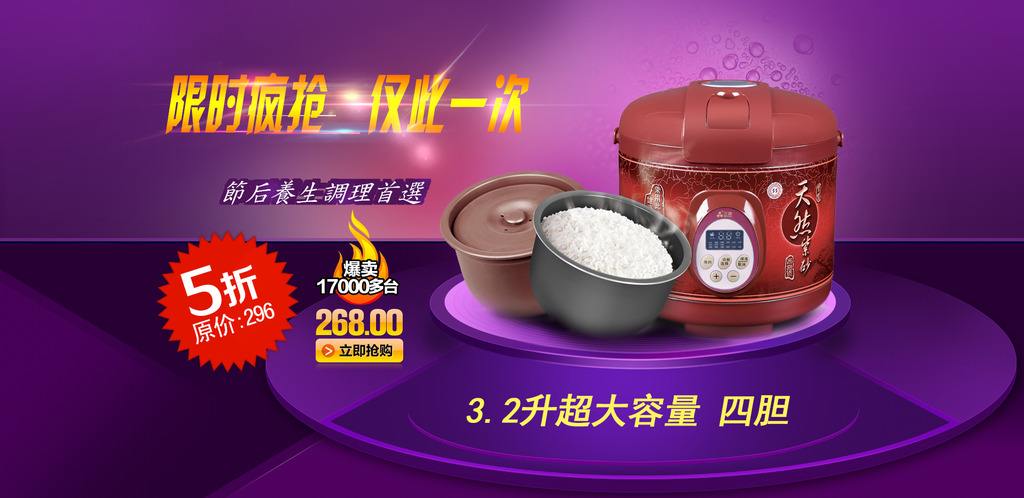 限时疯抢 仅此一次
節后養生調理首選
爆卖
17000多台
5折
原价:296
268.00
立即抢购
天然紫砂
3.2升超大容量 四胆